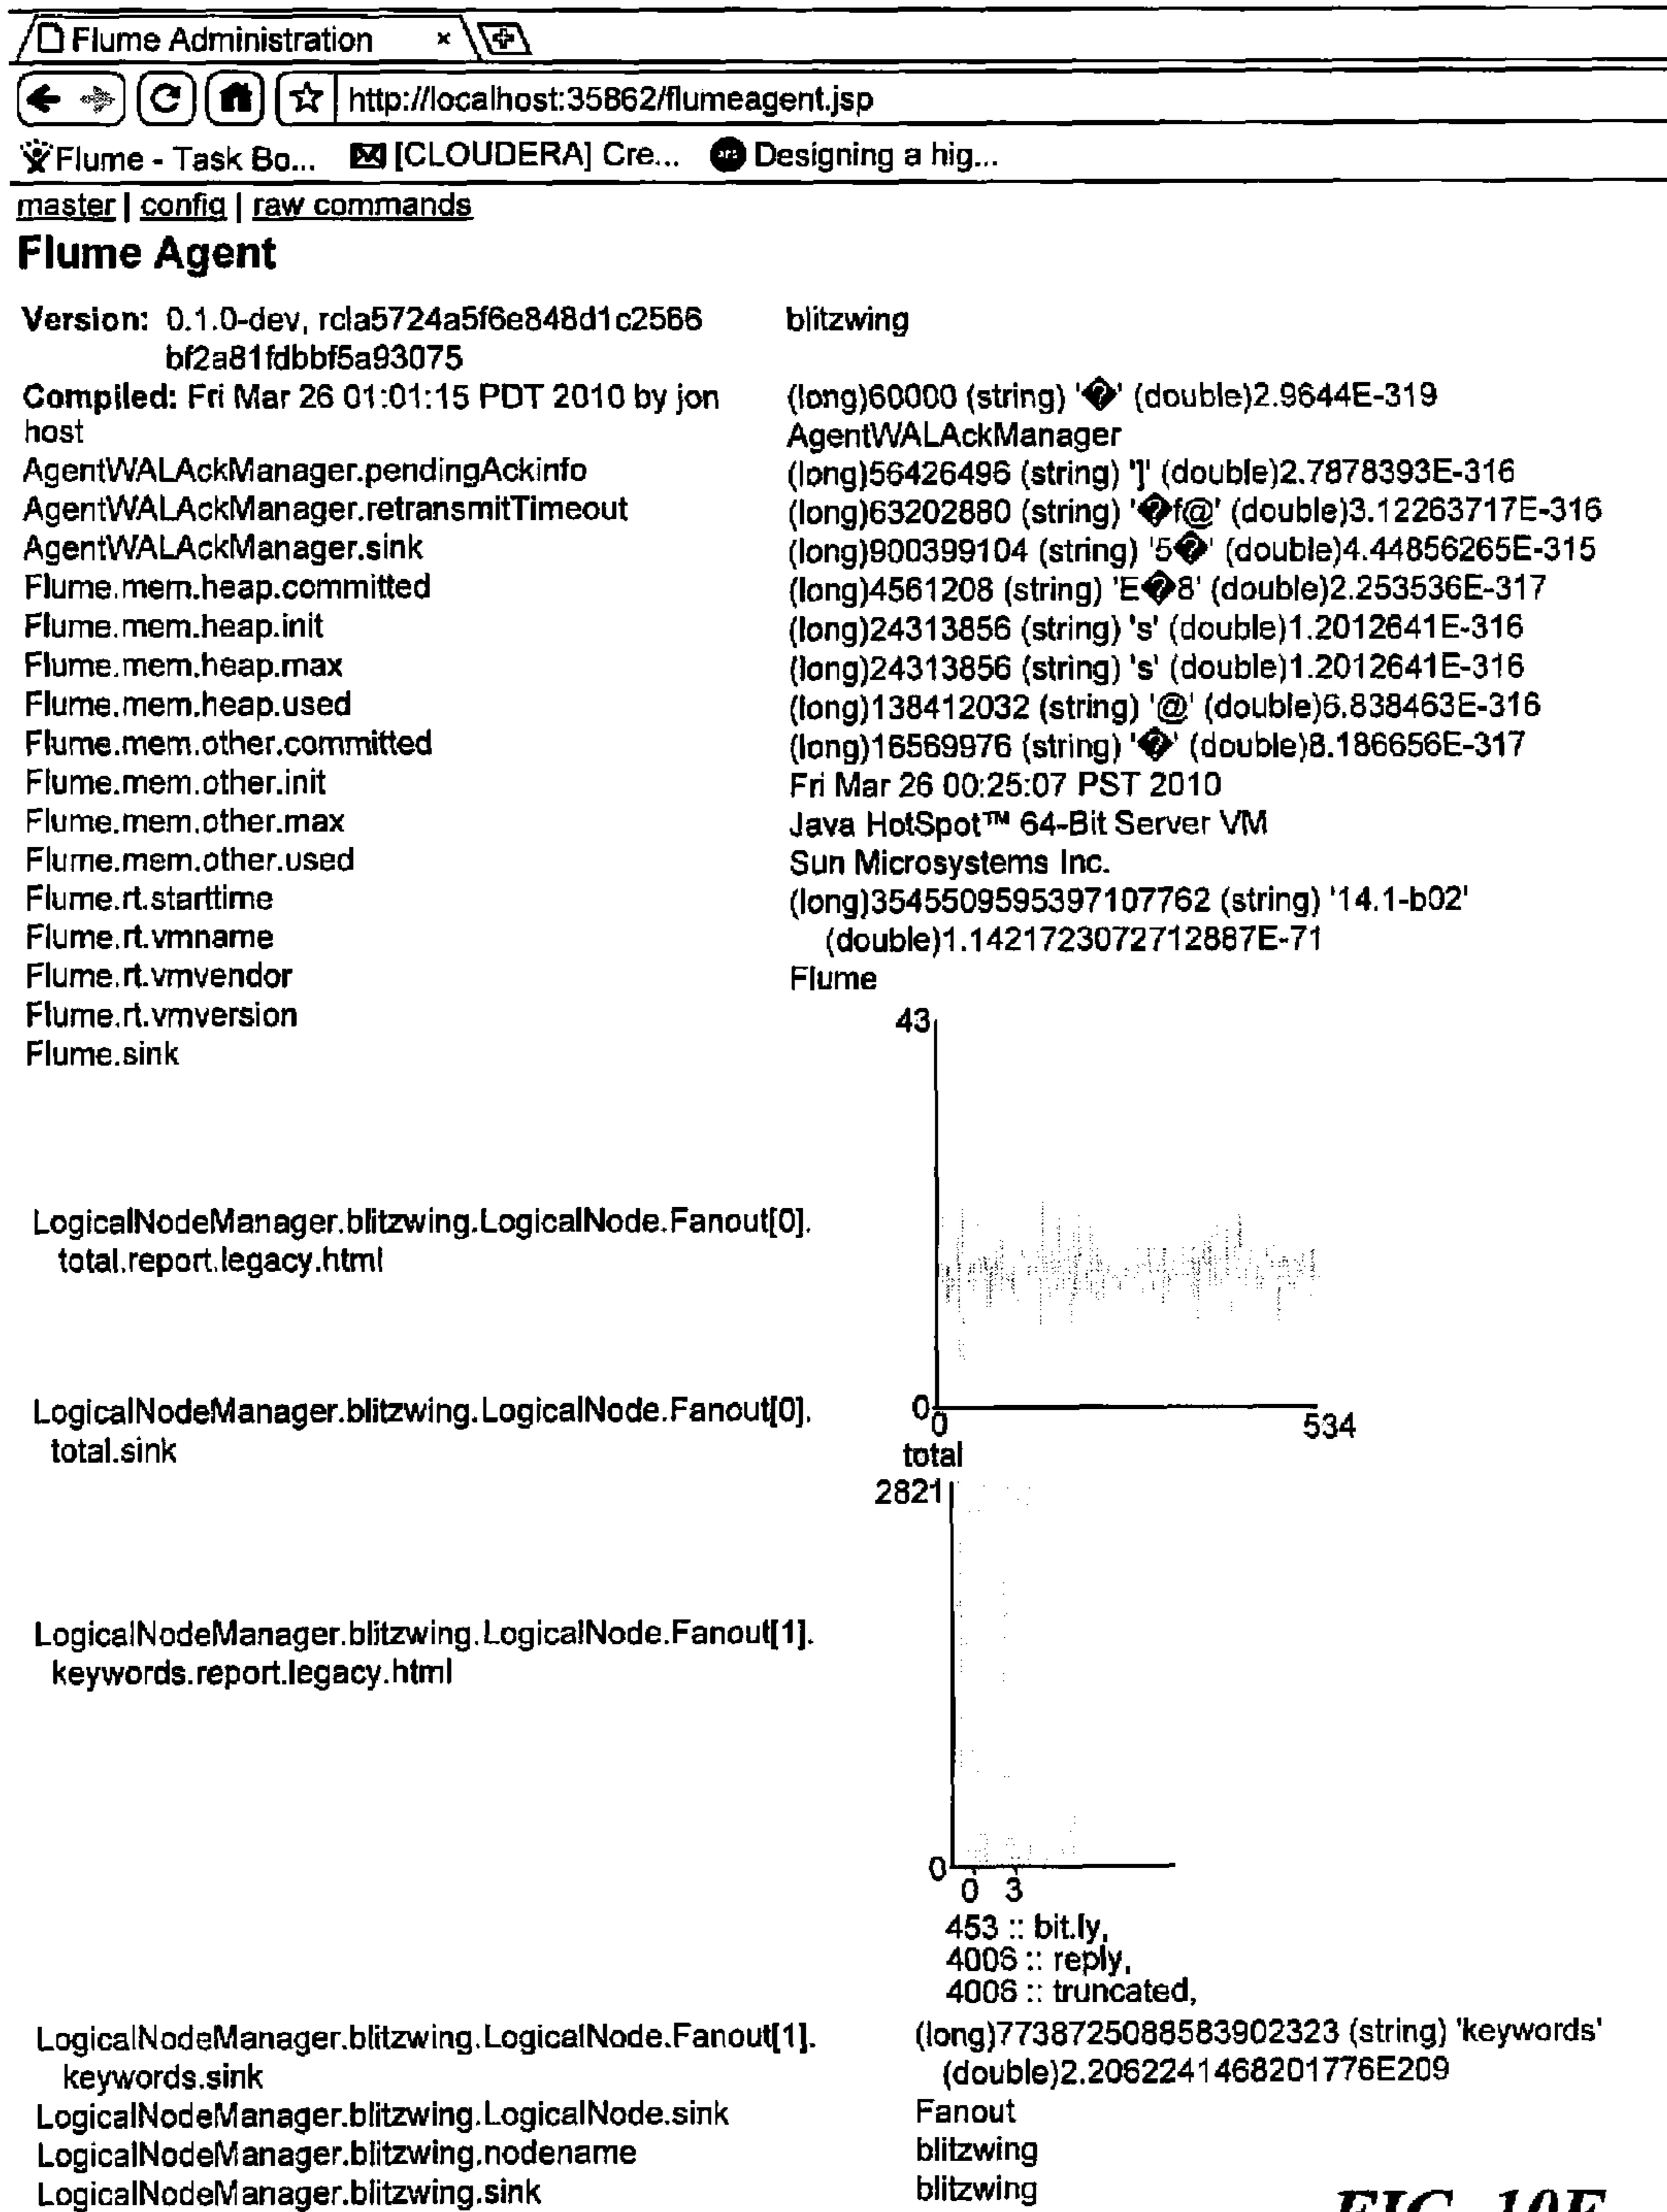 Flume Administration ×
http://localhost:35862/flumeagent.jsp
Flume - Task Bo... [CLOUDERA] Cre... Designing a hig...
master | config | raw commands
Flume Agent
Version: 0.1.0-dev, rcla5724a5f6e848d1c2566 blitzwing
bf2a81fdbbf5a93075
Compiled: Fri Mar 26 01:01:15 PDT 2010 by jon (long)60000 (string) '�' (double)2.9644E-319
host AgentWALAckManager
AgentWALAckManager.pendingAckinfo (long)56426496 (string) ']' (double)2.7878393E-316
AgentWALAckManager.retransmitTimeout (long)63202880 (string) '�f@' (double)3.12263717E-316
AgentWALAckManager.sink (long)900399104 (string) '5�' (double)4.44856265E-315
Flume.mem.heap.committed (long)4561208 (string) 'E�8' (double)2.253536E-317
Flume.mem.heap.init (long)24313856 (string) 's' (double)1.2012641E-316
Flume.mem.heap.max (long)24313856 (string) 's' (double)1.2012641E-316
Flume.mem.heap.used (long)138412032 (string) '@' (double)6.838463E-316
Flume.mem.other.committed (long)16569976 (string) '�' (double)8.186656E-317
Flume.mem.other.init Fri Mar 26 00:25:07 PST 2010
Flume.mem.other.max Java HotSpot™ 64-Bit Server VM
Flume.mem.other.used Sun Microsystems Inc.
Flume.rt.starttime (long)3545509595397107762 (string) '14.1-b02'
Flume.rt.vmname (double)1.1421723072712887E-71
Flume.rt.vmvendor Flume
Flume.rt.vmversion 43
Flume.sink
LogicalNodeManager.blitzwing.LogicalNode.Fanout[0].
total.report.legacy.html
LogicalNodeManager.blitzwing.LogicalNode.Fanout[0]. 0
0 534
total.sink total
2821
LogicalNodeManager.blitzwing.LogicalNode.Fanout[1].
keywords.report.legacy.html
0
0 3
453 :: bit.ly,
4006 :: reply,
4006 :: truncated,
LogicalNodeManager.blitzwing.LogicalNode.Fanout[1]. (long)7738725088583902323 (string) 'keywords'
keywords.sink (double)2.2062241468201776E209
LogicalNodeManager.blitzwing.LogicalNode.sink Fanout
LogicalNodeManager.blitzwing.nodename blitzwing
LogicalNodeManager.blitzwing.sink blitzwing